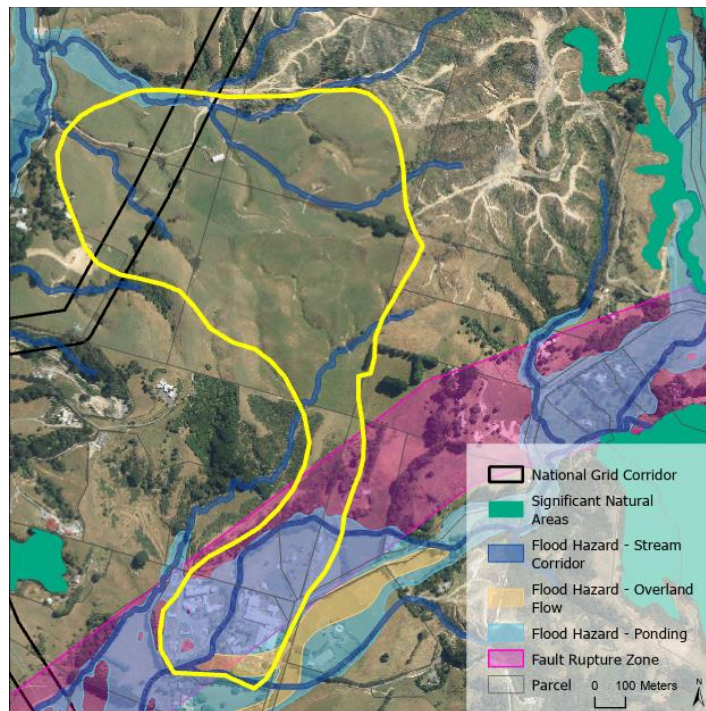 National Grid Corridor
Significant Natural
Areas
Flood Hazard - Stream
Corridor
Flood Hazard - Overland
Flow
Flood Hazard - Ponding
Fault Rupture Zone
Parcel
0 100 Meters
N